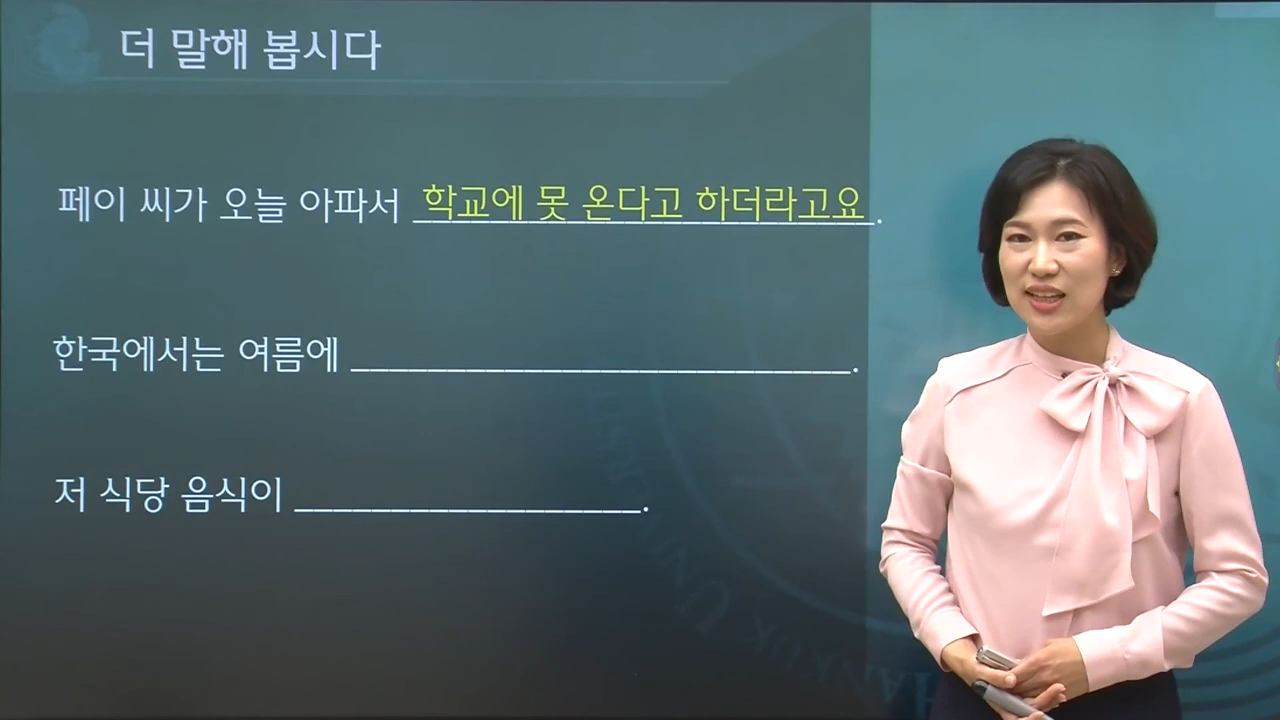 더 말해 봅시다
페이 씨가 오늘 아파서 학교에 못 온다고 하더라고요.
한국에서는 여름에 __________________________.
저 식당 음식이 __________________.